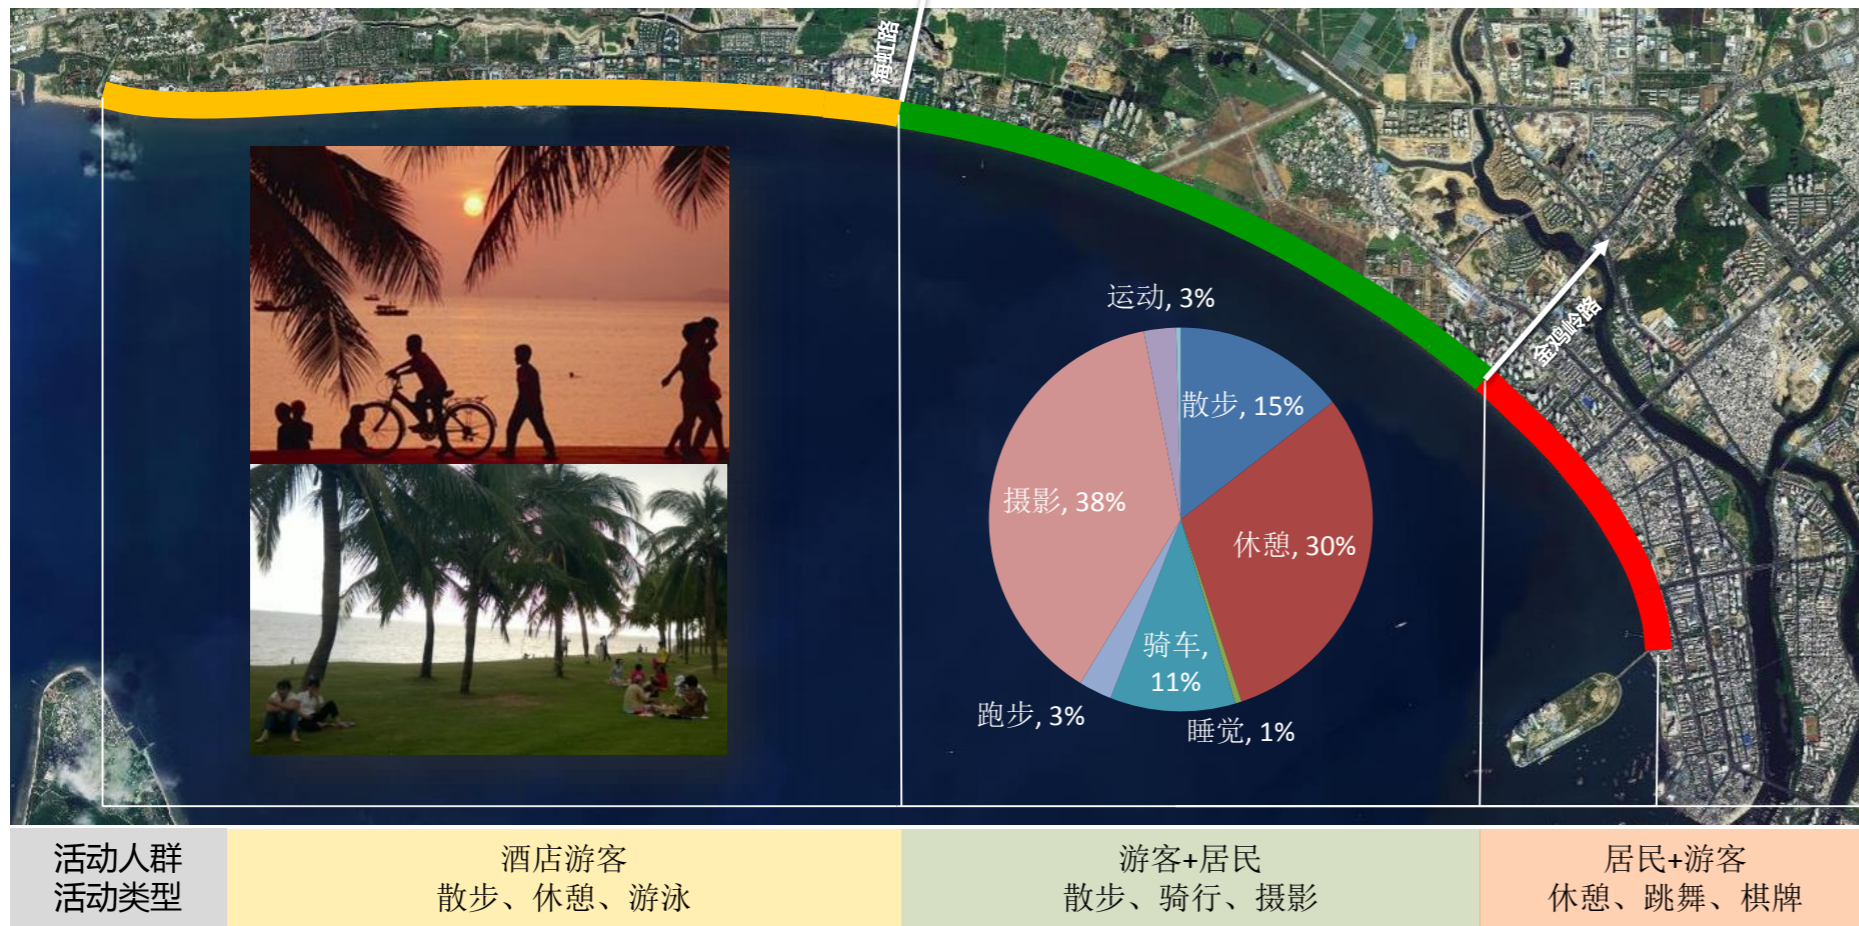 海虹路
金鸡岭路
运动, 3%
散步, 15%
摄影, 38%
休憩, 30%
骑车,
11%
跑步, 3%
睡觉, 1%
活动人群
活动类型
酒店游客
散步、休憩、游泳
游客+居民
散步、骑行、摄影
居民+游客
休憩、跳舞、棋牌